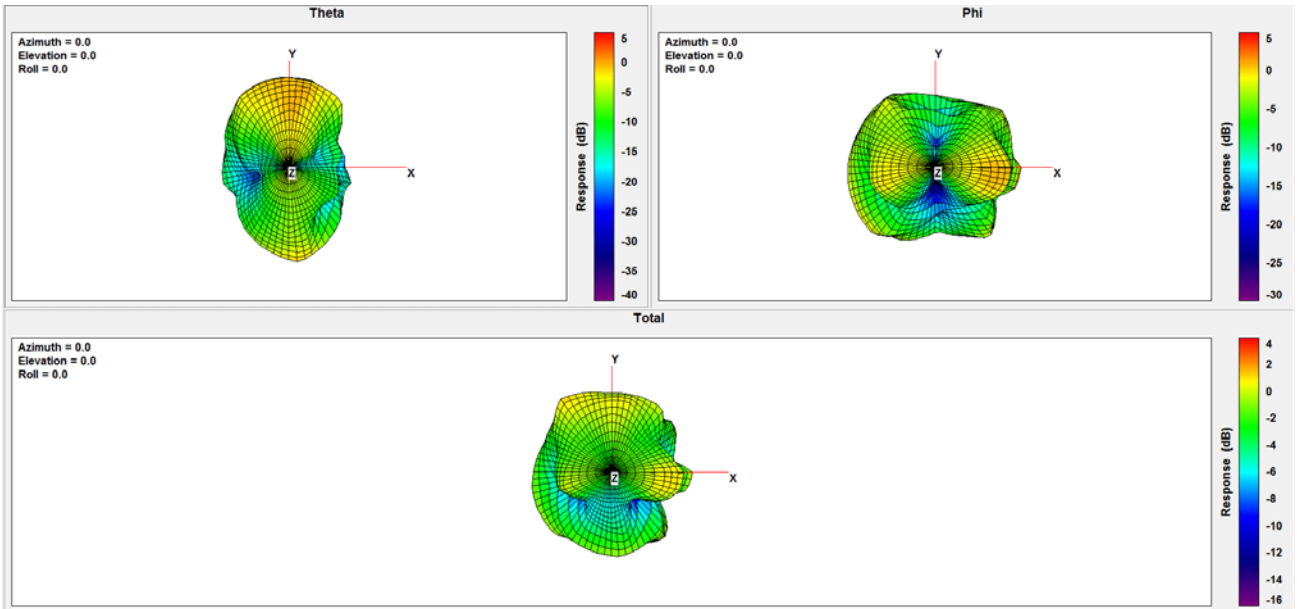 Theta
Azimuth = 0.0
Elevation = 0.0
Roll = 0.0
Y
X
Z
Response (dB)
5
0
-5
-10
-15
-20
-25
-30
-35
-40
Phi
Azimuth = 0.0
Elevation = 0.0
Roll = 0.0
Y
X
Z
Response (dB)
5
0
-5
-10
-15
-20
-25
-30
Total
Azimuth = 0.0
Elevation = 0.0
Roll = 0.0
Y
X
Z
Response (dB)
4
2
0
-2
-4
-6
-8
-10
-12
-14
-16